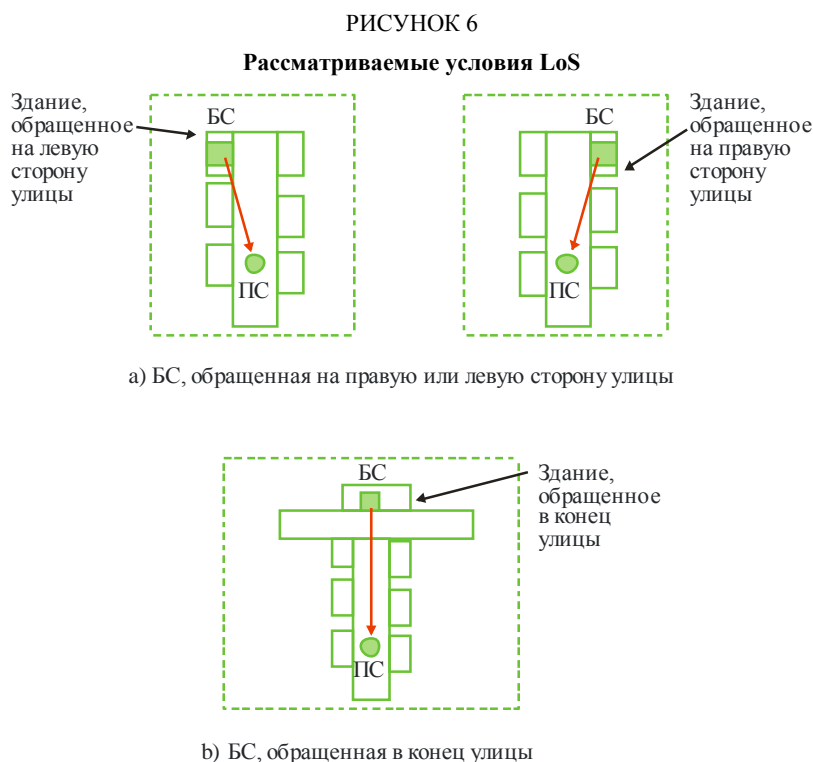 РИСУНОК 6
Рассматриваемые условия LoS
Здание,
обращенное
на левую
сторону
улицы
БС
ПС
БС
ПС
Здание,
обращенное
на правую
сторону
улицы
a) БС, обращенная на правую или левую сторону улицы
БС
ПС
Здание,
обращенное
в конец
улицы
b) БС, обращенная в конец улицы